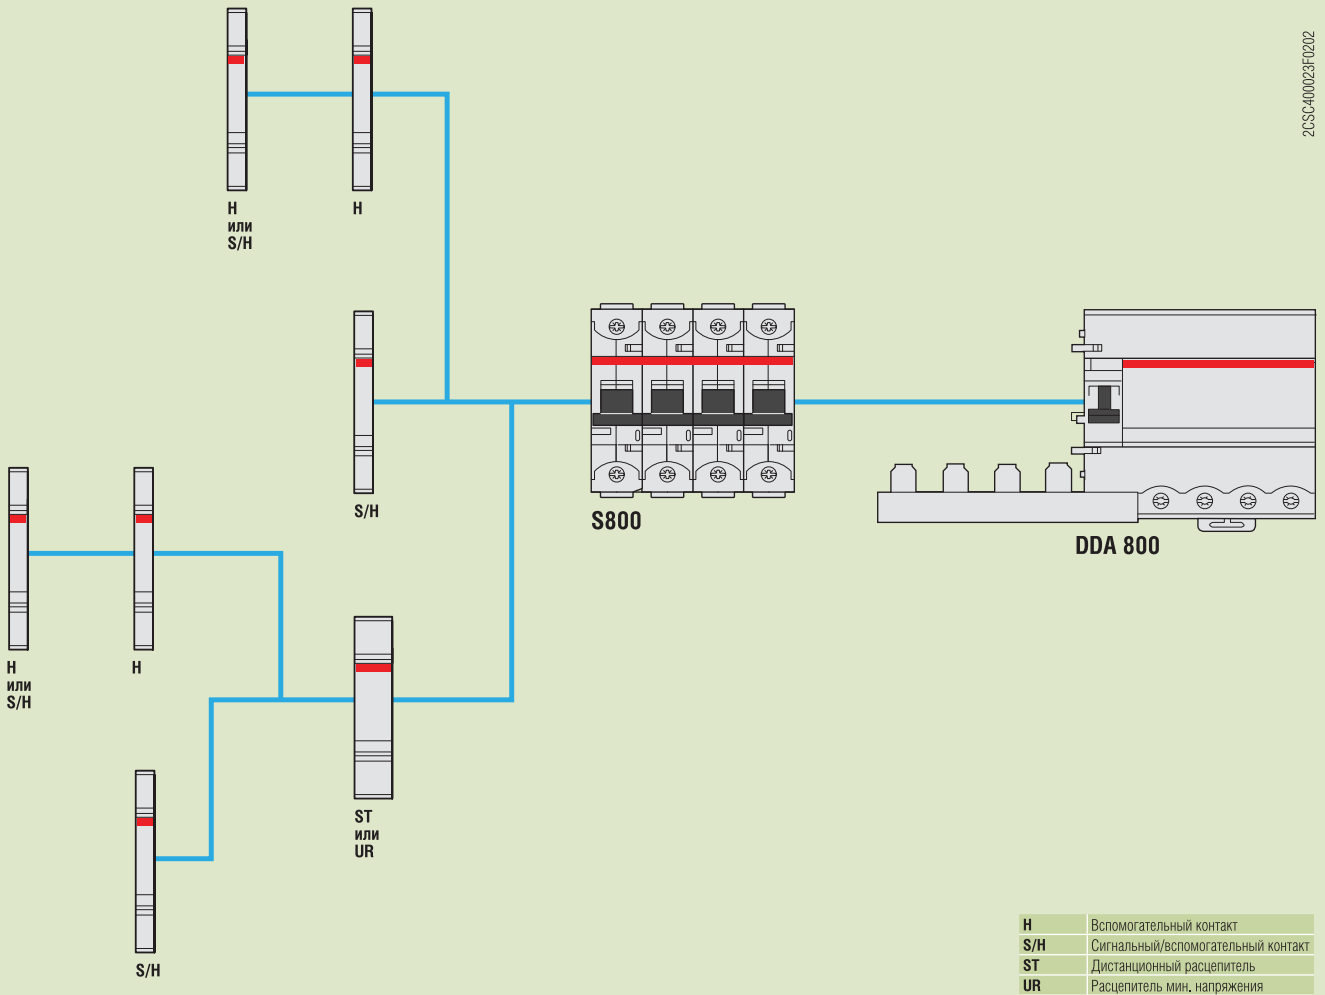 2CSC400023F0202
H
или
S/H
H
S/H
S800
DDA 800
H
или
S/H
H
ST
или
UR
S/H
H Вспомогательный контакт
S/H Сигнальный/вспомогательный контакт
ST Дистанционный расцепитель
UR Расцепитель мин. напряжения